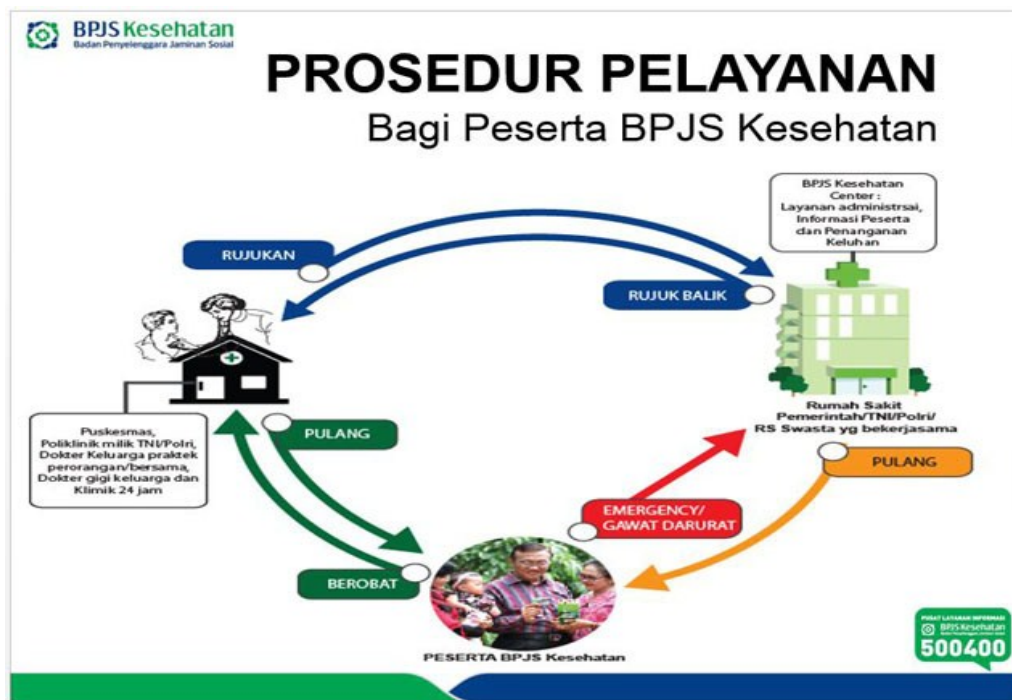 BPJS Kesehatan
Badan Penyelenggara Jaminan Sosial
PROSEDUR PELAYANAN
Bagi Peserta BPJS Kesehatan
BPJS Kesehatan
Center :
Layanan administrsai,
Informasi Peserta
dan Penanganan
Keluhan
RUJUKAN
RUJUK BALIK
Rumah Sakit
Pemerintah/TNI/Polri/
RS Swasta yg bekerjasama
Puskesmas,
Poliklinik milik TNI/Polri,
Dokter Keluarga praktek
perorangan/bersama,
Dokter gigi keluarga dan
Klimik 24 jam
PULANG
PULANG
EMERGENCY/
GAWAT DARURAT
BEROBAT
PESERTA BPJS Kesehatan
PUSAT LAYANAN INFORMASI
BPJS Kesehatan
500400